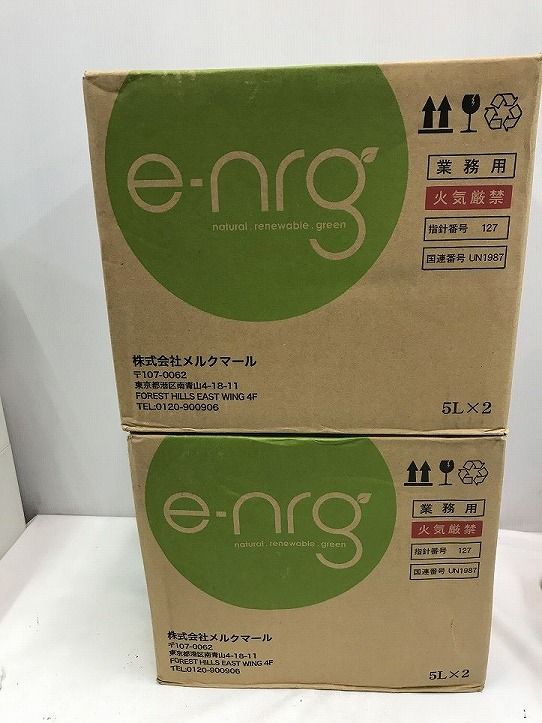 e-nrg
natural . renewable . green
業務用
火気厳禁
指針番号 127
国連番号 UN1987
株式会社メルクマール
〒107-0062
東京都港区南青山4-18-11
FOREST HILLS EAST WING 4F
TEL:0120-900906
5L×2
e-nrg
natural . renewable . green
業務用
火気厳禁
指針番号 127
国連番号 UN1987
株式会社メルクマール
〒107-0062
東京都港区南青山4-18-11
FOREST HILLS EAST WING 4F
TEL:0120-900906
5L×2